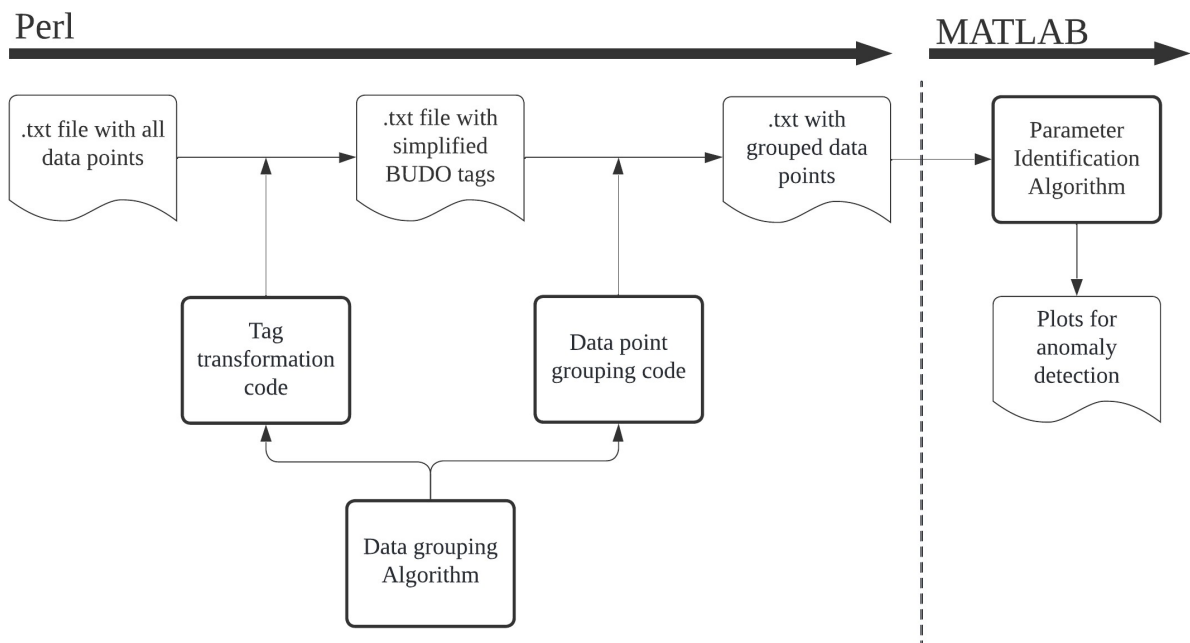 Perl
MATLAB
.txt file with all
data points
.txt file with
simplified
BUDO tags
.txt with
grouped data
points
Parameter
Identification
Algorithm
Tag
transformation
code
Data point
grouping code
Plots for
anomaly
detection
Data grouping
Algorithm